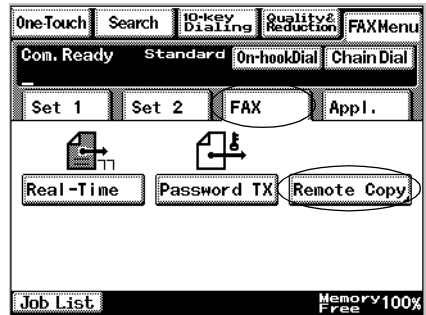 One-Touch Search 10-key Dialing Quality& Reduction FAXMenu
Com. Ready Standard On-hookDial Chain Dial
Set 1 Set 2 FAX Appl.
Real-Time Password TX Remote Copy
Job List Memory Free 100%